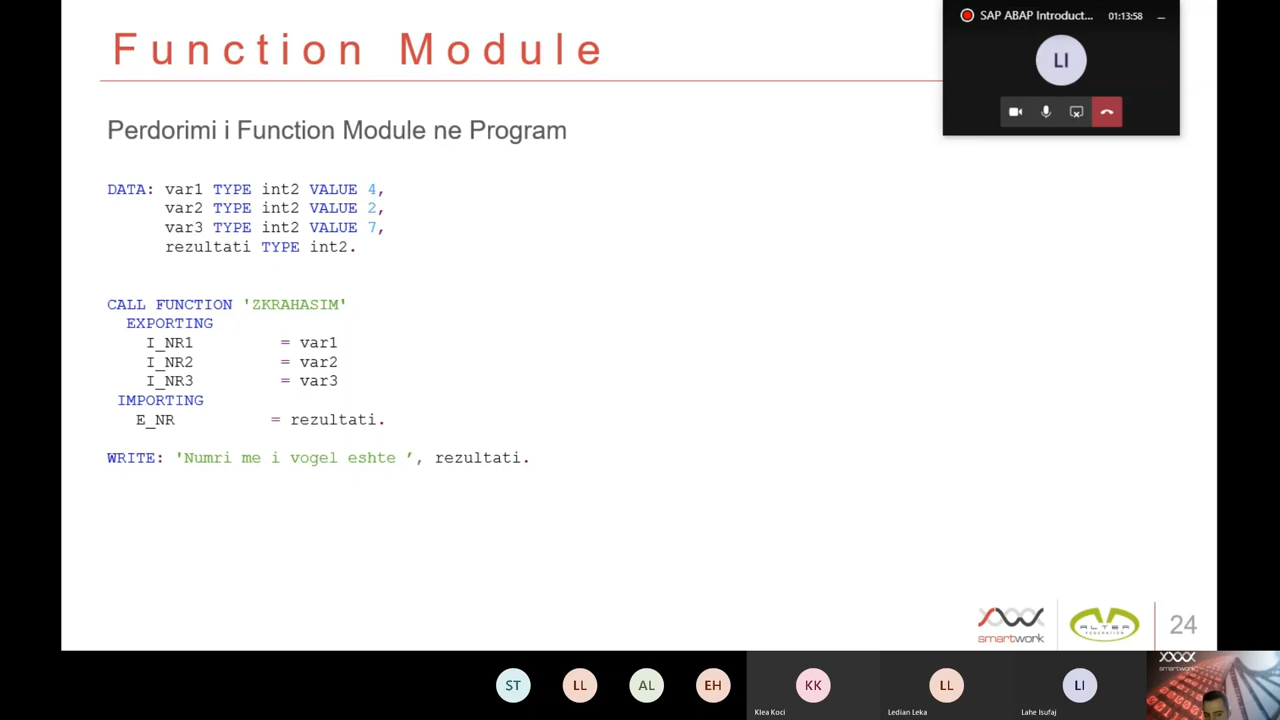 Function Module
SAP ABAP Introduct... 01:13:58
LI
Perdorimi i Function Module ne Program
DATA: var1 TYPE int2 VALUE 4,
var2 TYPE int2 VALUE 2,
var3 TYPE int2 VALUE 7,
rezultati TYPE int2.
CALL FUNCTION 'ZKRAHASIM'
EXPORTING
I_NR1 = var1
I_NR2 = var2
I_NR3 = var3
IMPORTING
E_NR = rezultati.
WRITE: 'Numri me i vogel eshte ’, rezultati.
smartwork
ALTER
FEDERATION
24
ST LL AL EH KK LL LI
Klea Koci Ledian Leka Lahe Isufaj
smartwork